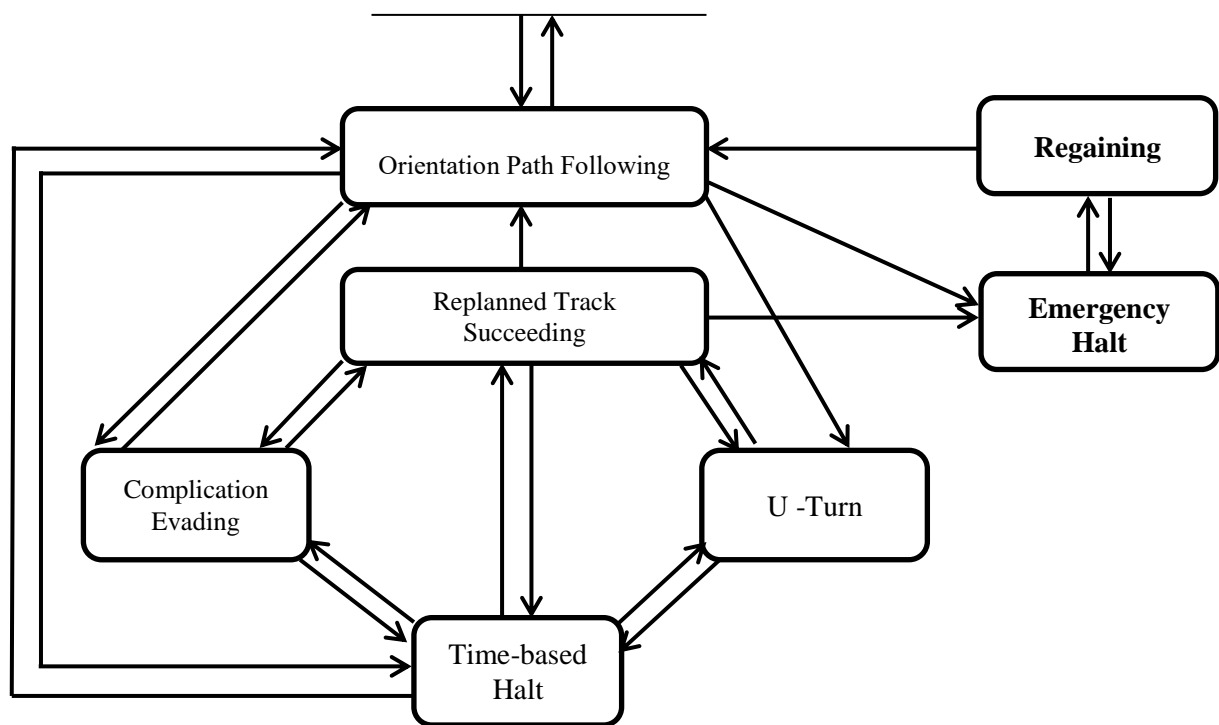 Orientation Path Following
Regaining
Replanned Track
Succeeding
Emergency
Halt
Complication
Evading
U -Turn
Time-based
Halt